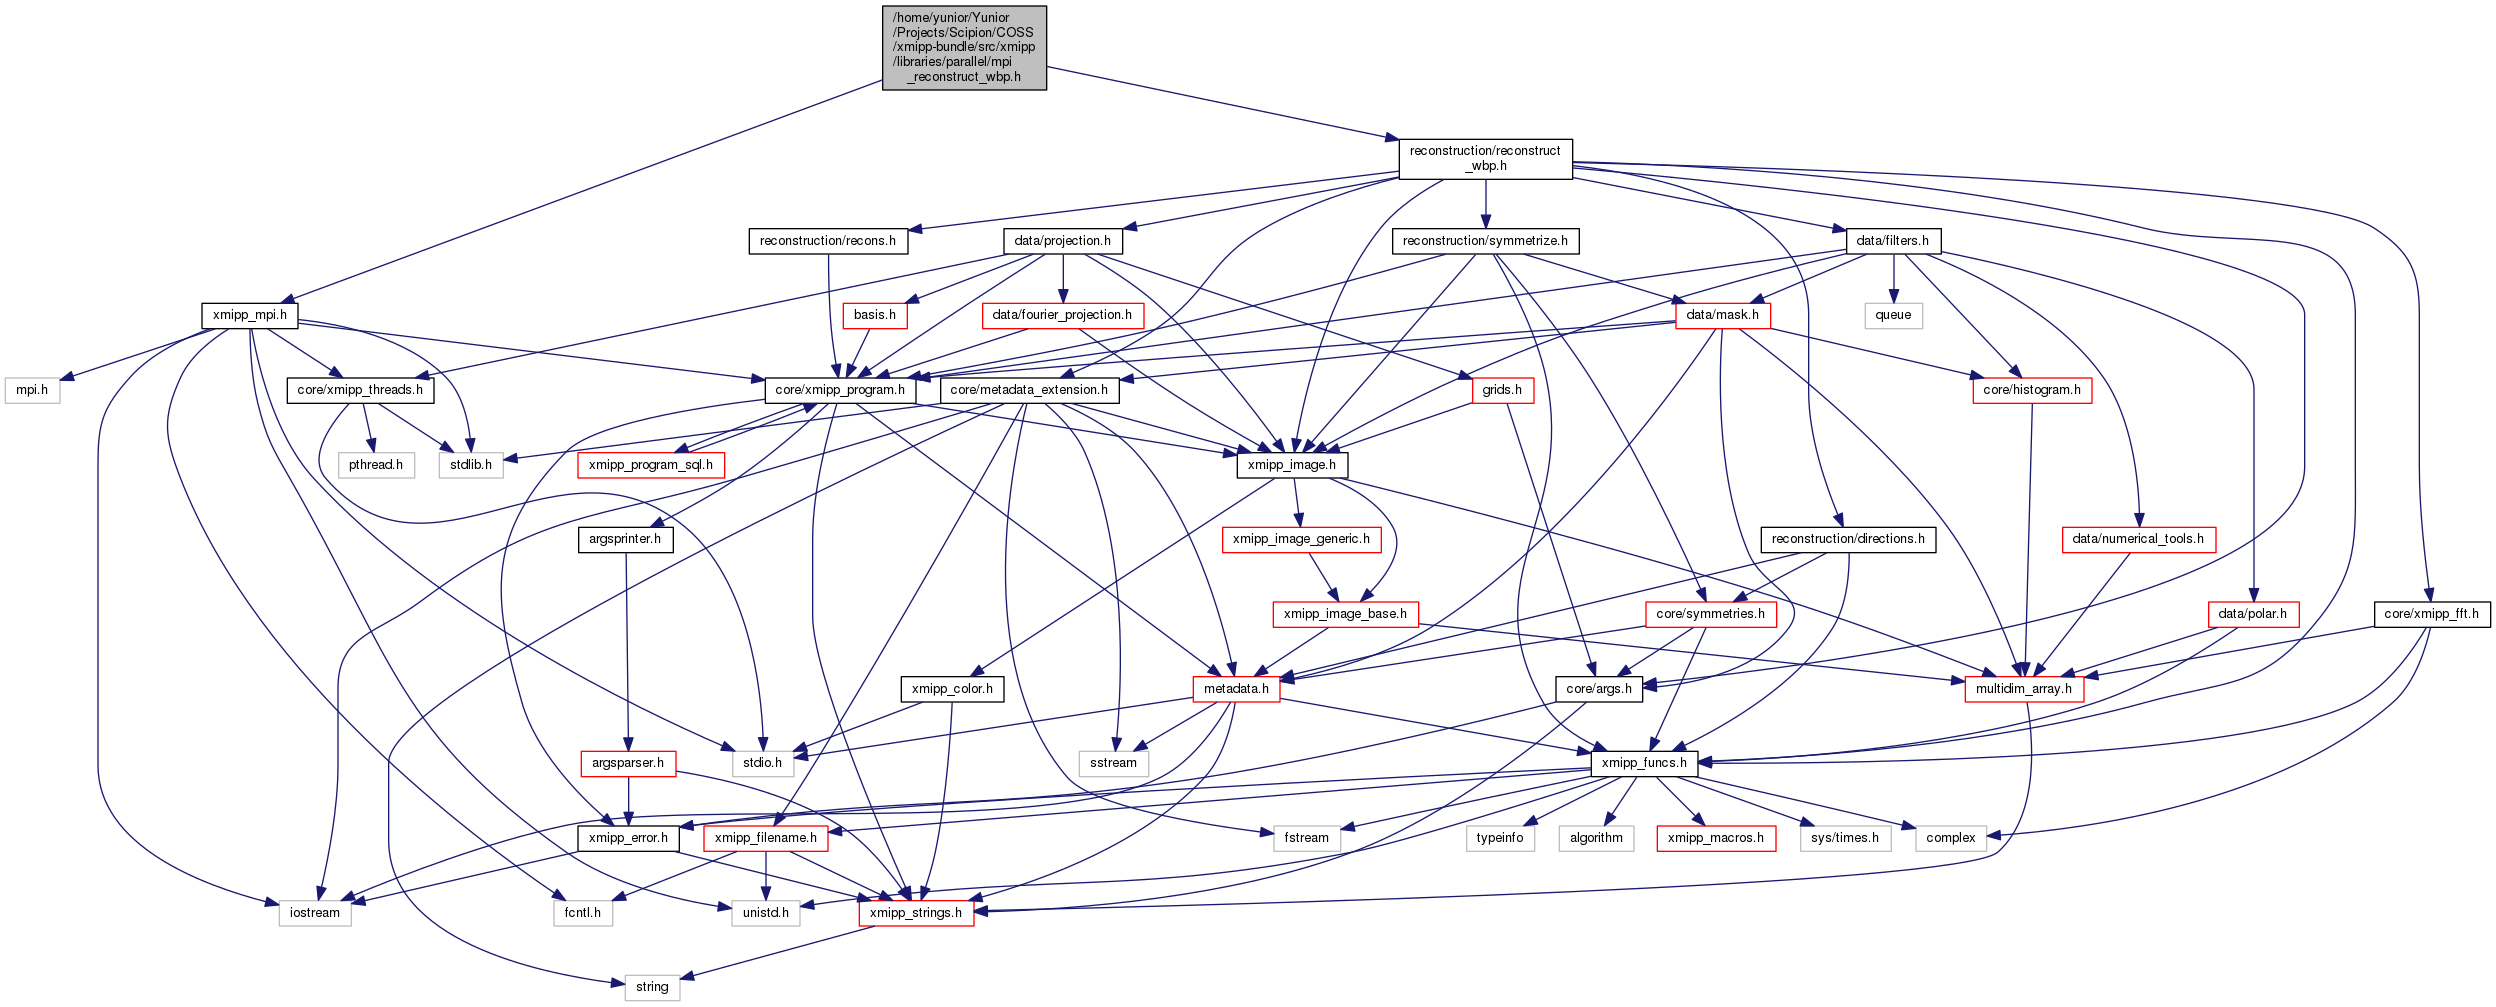 /home/yunior/Yunior
/Projects/Scipion/COSS
/xmipp-bundle/src/xmipp
/libraries/parallel/mpi
_reconstruct_wbp.h
reconstruction/reconstruct
_wbp.h
reconstruction/recons.h
data/projection.h
reconstruction/symmetrize.h
data/filters.h
xmipp_mpi.h
basis.h
data/fourier_projection.h
data/mask.h
queue
mpi.h
core/xmipp_threads.h
core/xmipp_program.h
core/metadata_extension.h
grids.h
core/histogram.h
pthread.h
stdlib.h
xmipp_program_sql.h
xmipp_image.h
argsprinter.h
xmipp_image_generic.h
reconstruction/directions.h
data/numerical_tools.h
xmipp_image_base.h
core/symmetries.h
data/polar.h
core/xmipp_fft.h
xmipp_color.h
metadata.h
core/args.h
multidim_array.h
argsparser.h
stdio.h
sstream
xmipp_funcs.h
xmipp_error.h
xmipp_filename.h
fstream
typeinfo
algorithm
xmipp_macros.h
sys/times.h
complex
iostream
fcntl.h
unistd.h
xmipp_strings.h
string